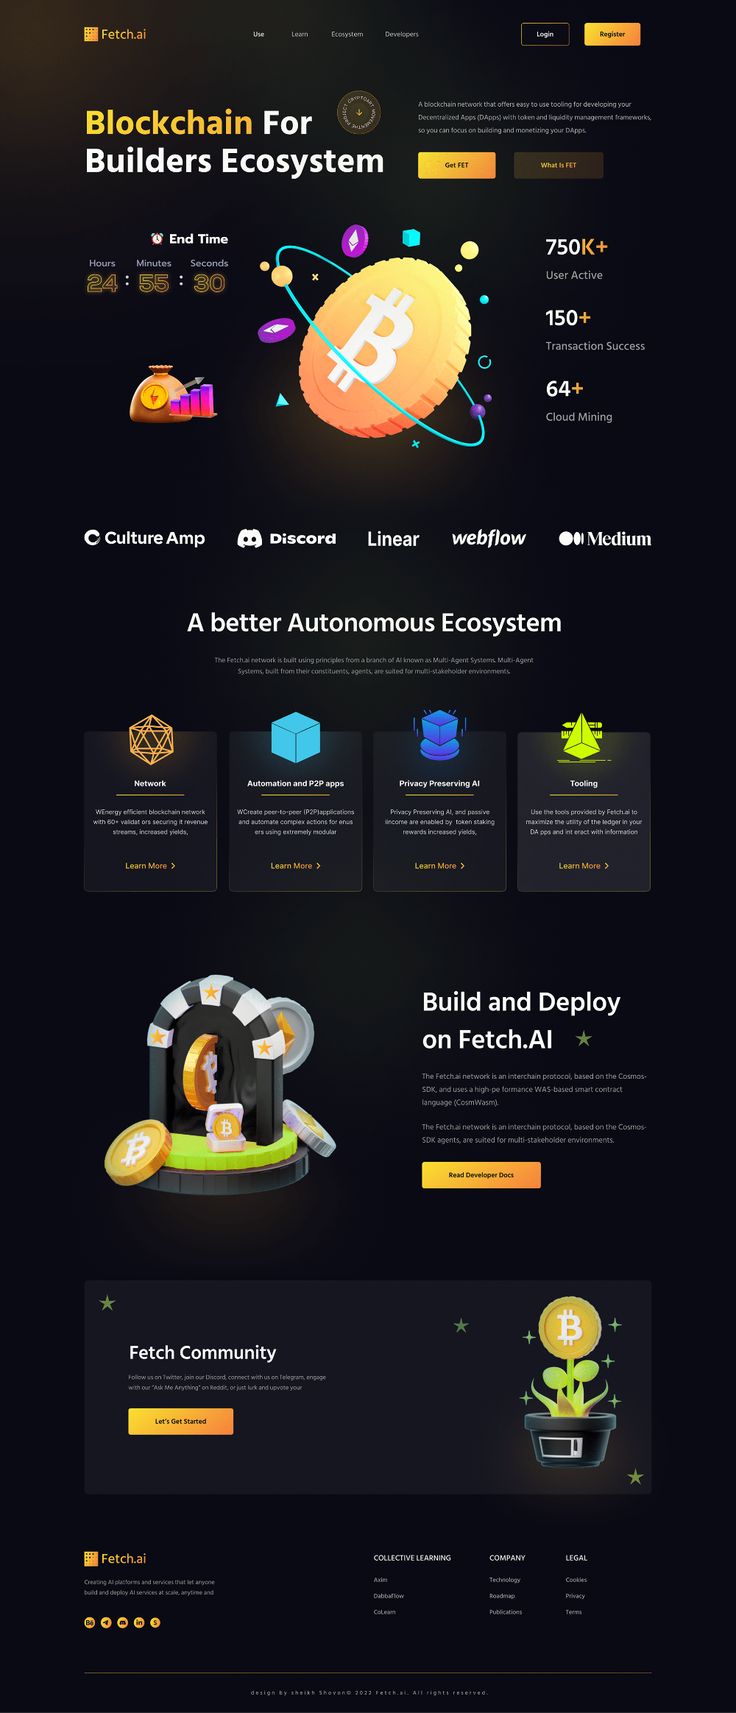 Fetch.ai
Use Learn Ecosystem Developers
Login Register
Blockchain For
Builders Ecosystem
A blockchain network that offers easy to use tooling for developing your
Decentralized Apps (DApps) with token and liquidity management frameworks,
so you can focus on building and monetizing your DApps.
Get FET What Is FET
End Time
Hours Minutes Seconds
24 : 55 : 30
750K+
User Active
150+
Transaction Success
64+
Cloud Mining
Culture Amp Discord Linear webflow Medium
A better Autonomous Ecosystem
The Fetch.ai network is built using principles from a branch of AI known as Multi-Agent Systems. Multi-Agent
Systems, built from their constituents, agents, are suited for multi-stakeholder environments.
Network
WEnergy efficient blockchain network
with 60+ validat ors securing it revenue
streams, increased yields,
Learn More
Automation and P2P apps
WCreate peer-to-peer (P2P)applications
and automate complex actions for enus
ers using extremely modular
Learn More
Privacy Preserving AI
Privacy Preserving AI, and passive
iincome are enabled by token staking
rewards increased yields,
Learn More
Tooling
Use the tools provided by Fetch.ai to
maximize the utility of the ledger in your
DA pps and int eract with information
Learn More
Build and Deploy
on Fetch.AI
The Fetch.ai network is an interchain protocol, based on the Cosmos-
SDK, and uses a high-pe formance WAS-based smart contract
language (CosmWasm).
The Fetch.ai network is an interchain protocol, based on the Cosmos-
SDK agents, are suited for multi-stakeholder environments.
Read Developer Docs
Fetch Community
Follow us on Twitter, join our Discord, connect with us on Telegram, engage
with our "Ask Me Anything" on Reddit, or just lurk and upvote your
Let's Get Started
Fetch.ai
Creating AI platforms and services that let anyone
build and deploy AI services at scale, anytime and
COLLECTIVE LEARNING
Axim
Dabbaflow
CoLearn
COMPANY
Technology
Roadmap
Publications
LEGAL
Cookies
Privacy
Terms
design by sheikh Shovon© 2022 Fetch.ai. All rights reserved.